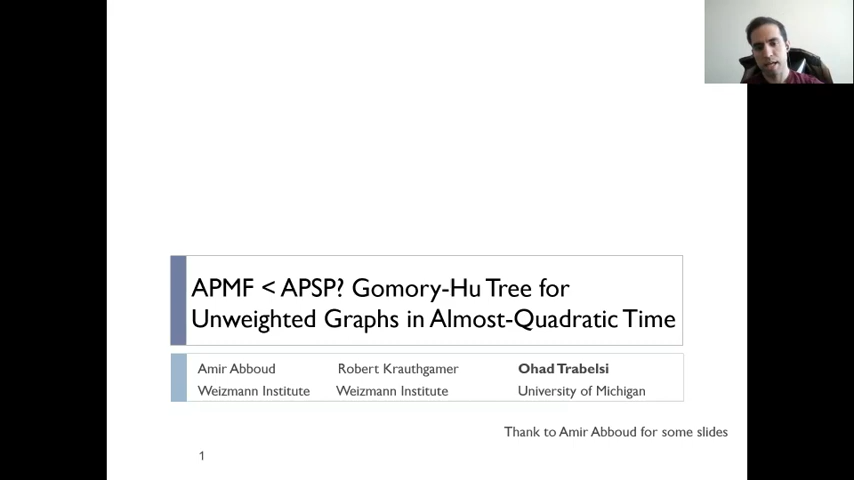 APMF < APSP? Gomory-Hu Tree for
Unweighted Graphs in Almost-Quadratic Time
Amir Abboud Robert Krauthgamer Ohad Trabelsi
Weizmann Institute Weizmann Institute University of Michigan
Thank to Amir Abboud for some slides
1